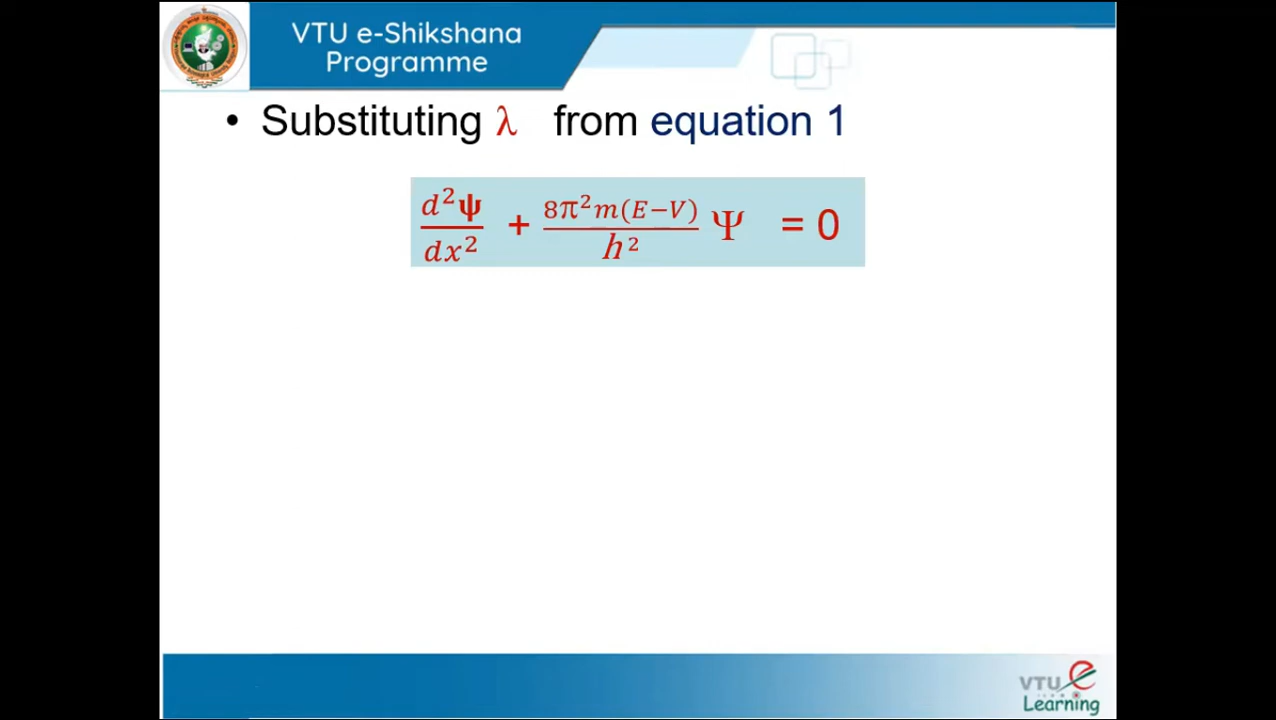 VTU e-Shikshana
Programme
• Substituting λ from equation 1
d²ψ/dx² + 8π²m(E−V)/h² Ψ = 0
VTU e
Learning